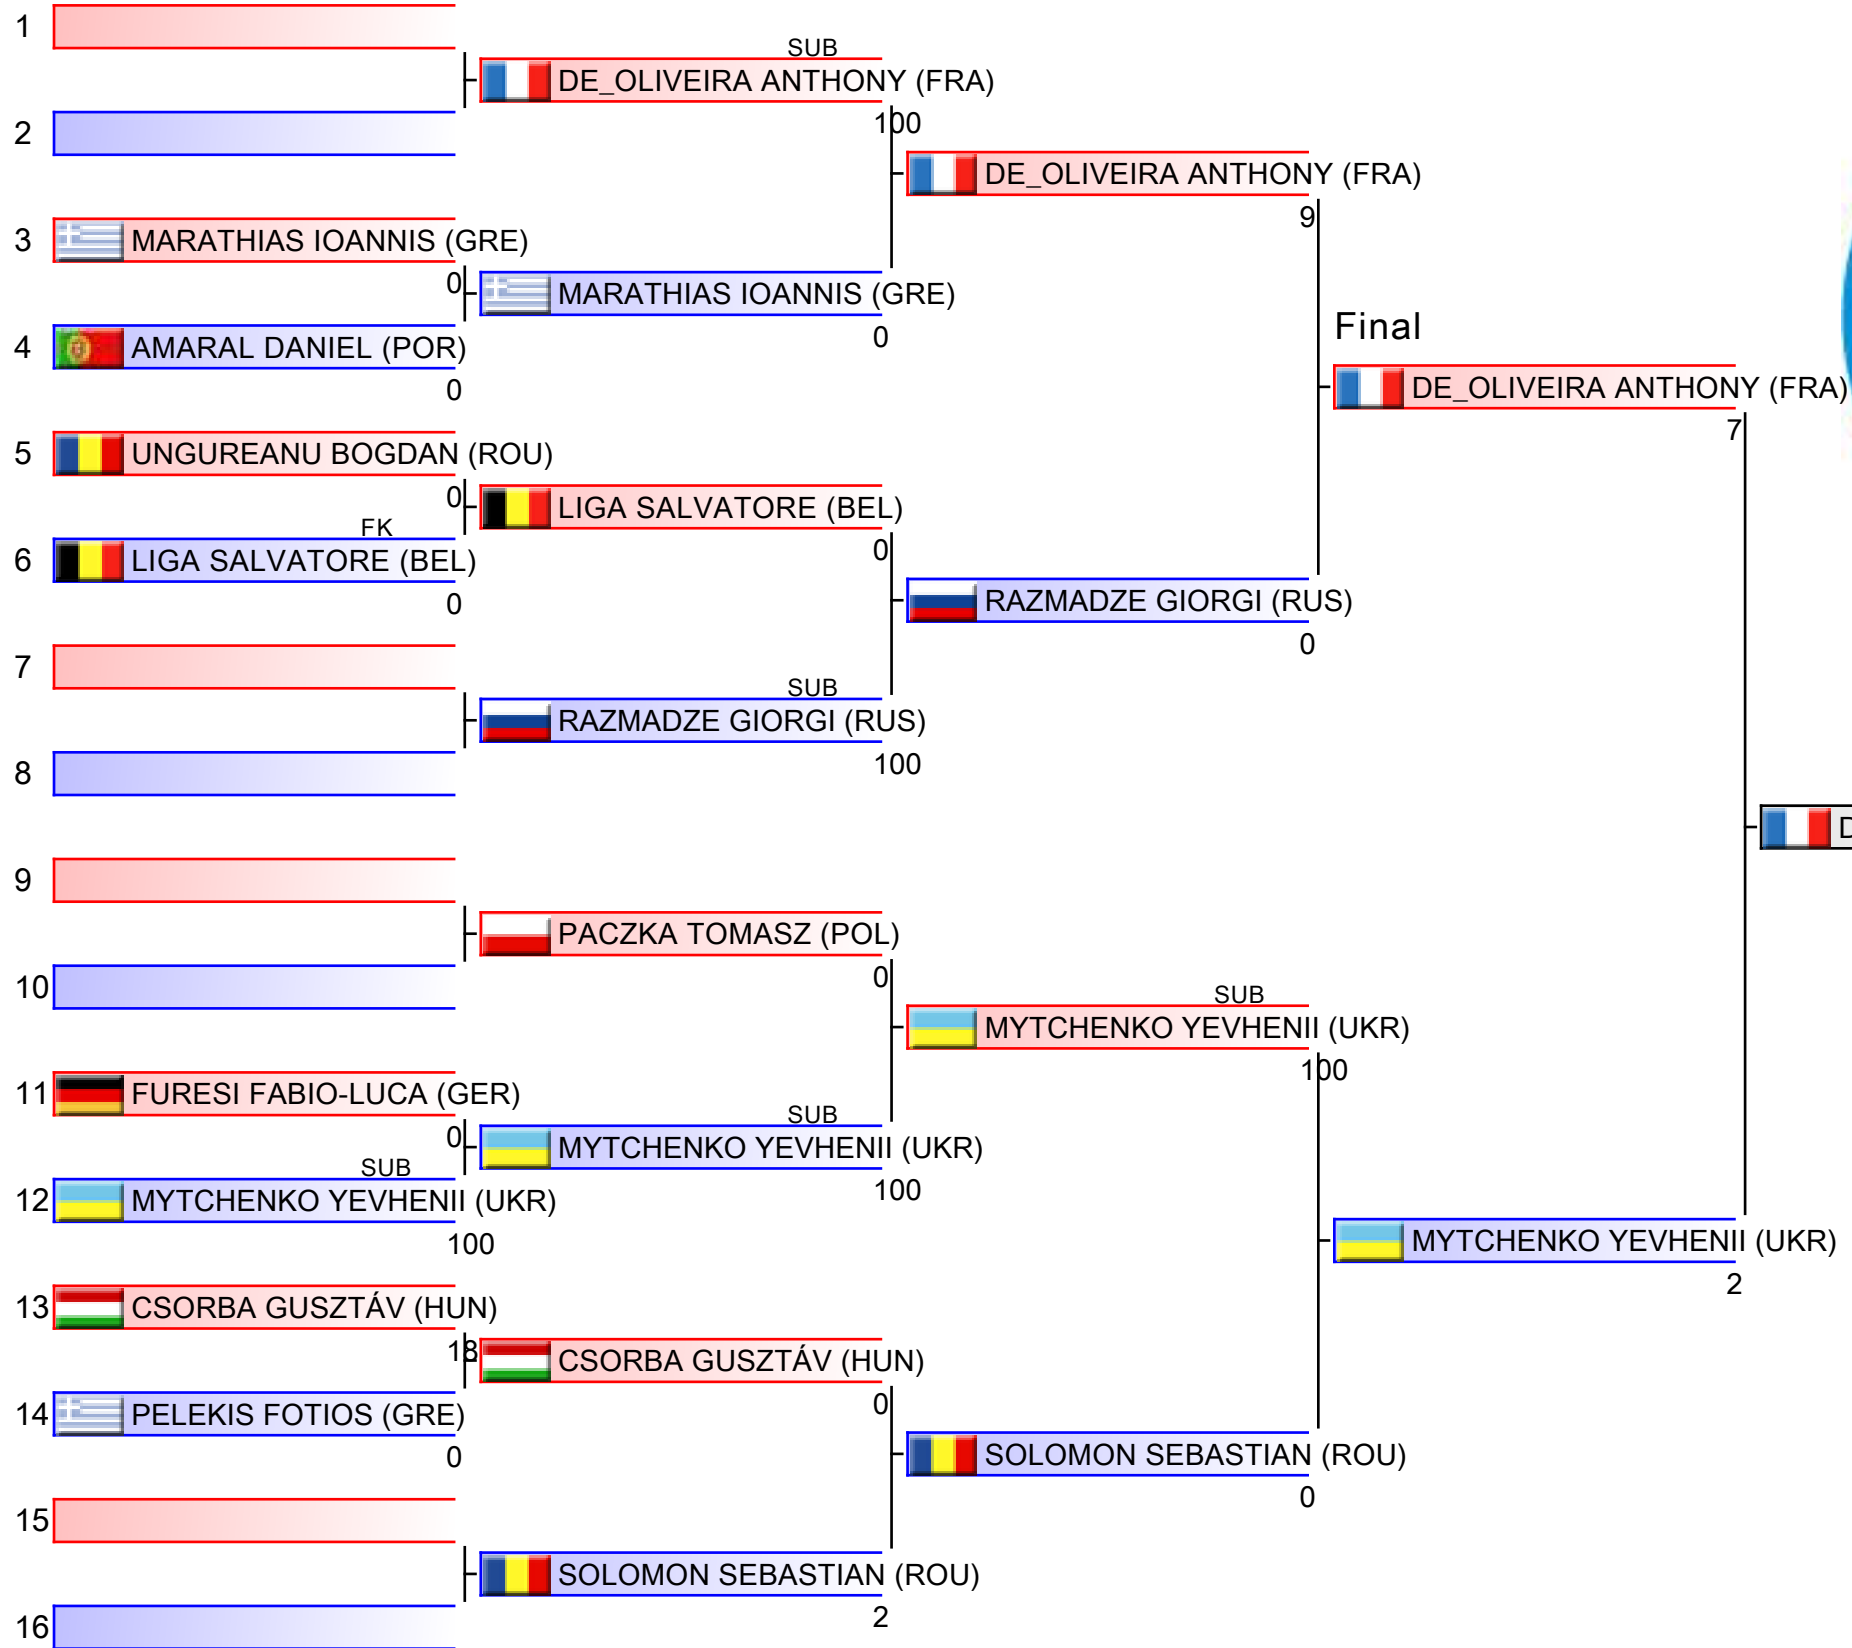 1
SUB
DE_OLIVEIRA ANTHONY (FRA)
100
2
DE_OLIVEIRA ANTHONY (FRA)
9
3
MARATHIAS IOANNIS (GRE)
0
MARATHIAS IOANNIS (GRE)
0
4
AMARAL DANIEL (POR)
0
Final
DE_OLIVEIRA ANTHONY (FRA)
7
5
UNGUREANU BOGDAN (ROU)
0
LIGA SALVATORE (BEL)
0
FK
6
LIGA SALVATORE (BEL)
0
RAZMADZE GIORGI (RUS)
0
7
SUB
RAZMADZE GIORGI (RUS)
100
8
D
9
PACZKA TOMASZ (POL)
0
10
SUB
MYTCHENKO YEVHENII (UKR)
100
11
FURESI FABIO-LUCA (GER)
0
SUB
MYTCHENKO YEVHENII (UKR)
100
SUB
12
MYTCHENKO YEVHENII (UKR)
100
MYTCHENKO YEVHENII (UKR)
2
13
CSORBA GUSZTÁV (HUN)
18
CSORBA GUSZTÁV (HUN)
0
14
PELEKIS FOTIOS (GRE)
0
SOLOMON SEBASTIAN (ROU)
0
15
SOLOMON SEBASTIAN (ROU)
2
16